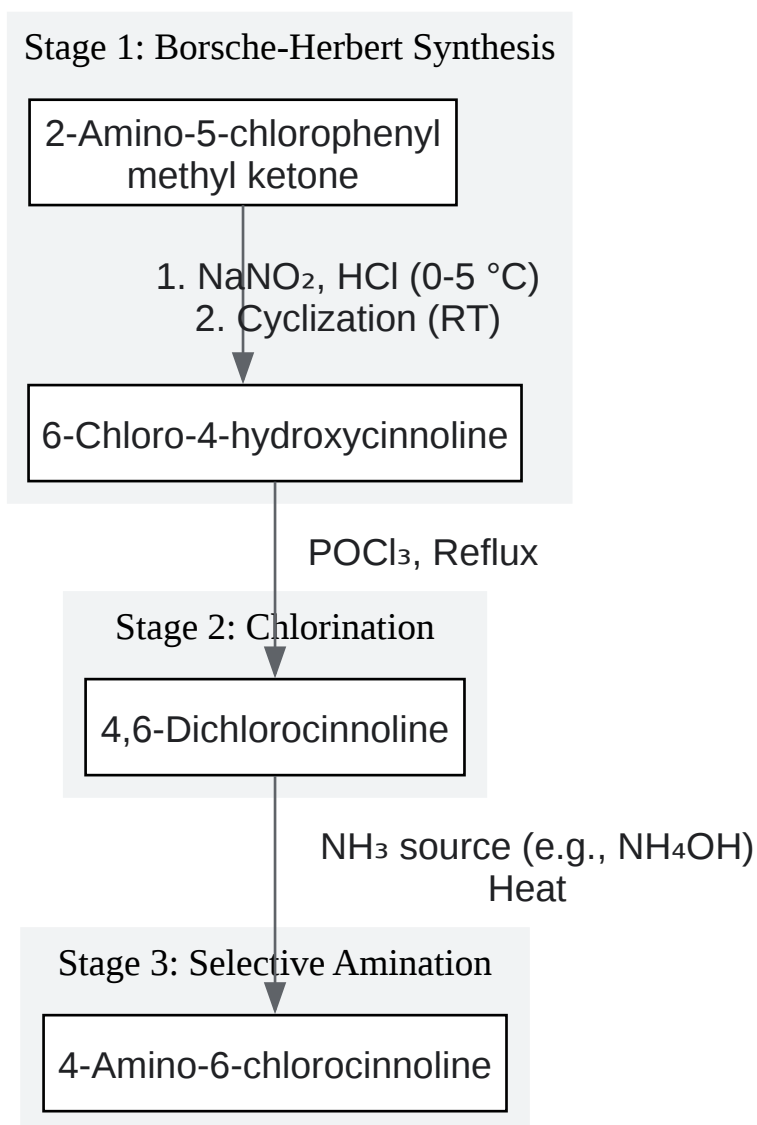 Stage 1: Borsche-Herbert Synthesis
2-Amino-5-chlorophenyl
methyl ketone
1. NaNO₂, HCl (0-5 °C)
2. Cyclization (RT)
6-Chloro-4-hydroxycinnoline
POCl₃, Reflux
Stage 2: Chlorination
4,6-Dichlorocinnoline
NH₃ source (e.g., NH₄OH)
Heat
Stage 3: Selective Amination
4-Amino-6-chlorocinnoline